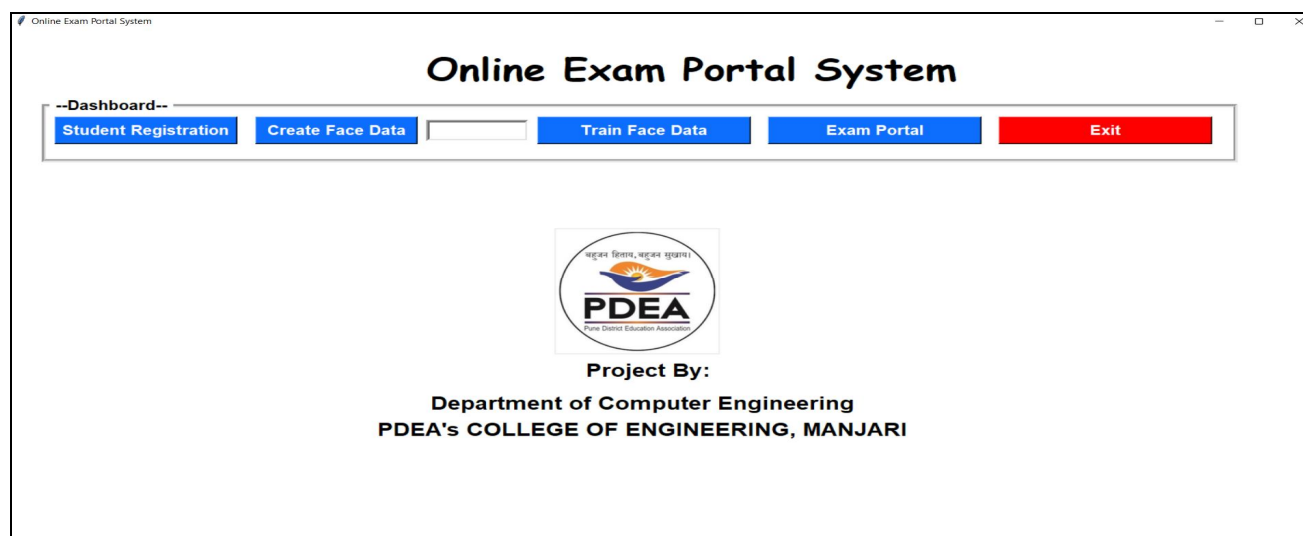 Online Exam Portal System
Online Exam Portal System
--Dashboard--
Student Registration Create Face Data Train Face Data Exam Portal Exit
बहुजन हिताय, बहुजन सुखाय।
PDEA
Pune District Education Association
Project By:
Department of Computer Engineering
PDEA's COLLEGE OF ENGINEERING, MANJARI